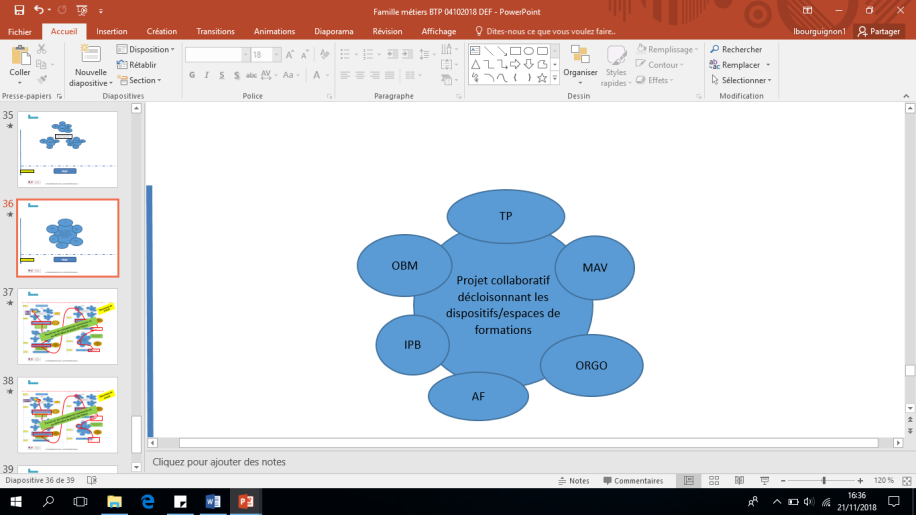 Famille métiers BTP 04102018 DEF - PowerPoint
Fichier Accueil Insertion Création Transitions Animations Diaporama Révision Affichage Dites-nous ce que vous voulez faire.. lbourguignon1 Partager
Coller
Nouvelle diapositive
Disposition
Rétablir
Section
18
G I S S abc AV Aa A
Organiser
Styles rapides
Remplissage
Contour
Effets
Rechercher
Remplacer
Sélectionner
Presse-papiers Diapositives Police Paragraphe Dessin Modification
35
36
37
38
39
TP
OBM
MAV
Projet collaboratif
décloisonnant les
dispositifs/espaces de
formations
IPB
ORGO
AF
Cliquez pour ajouter des notes
Diapositive 36 de 39 Notes Commentaires 120 %
16:36
21/11/2018